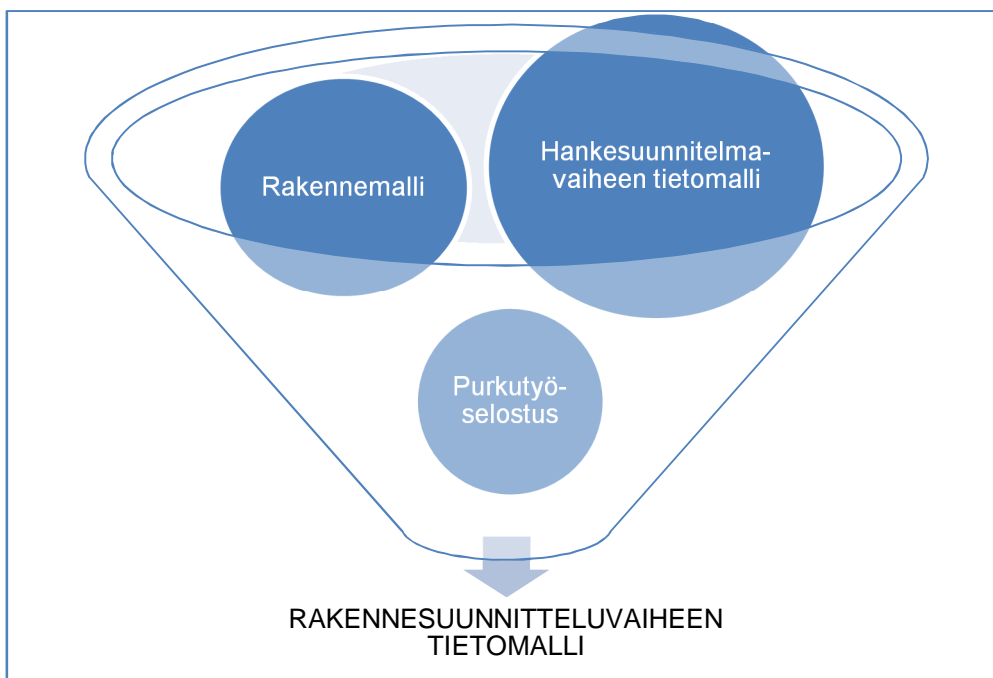 Rakennemalli
Hankesuunnitelma-
vaiheen tietomalli
Purkutyö-
selostus
RAKENNESUUNNITTELUVAIHEEN
TIETOMALLI